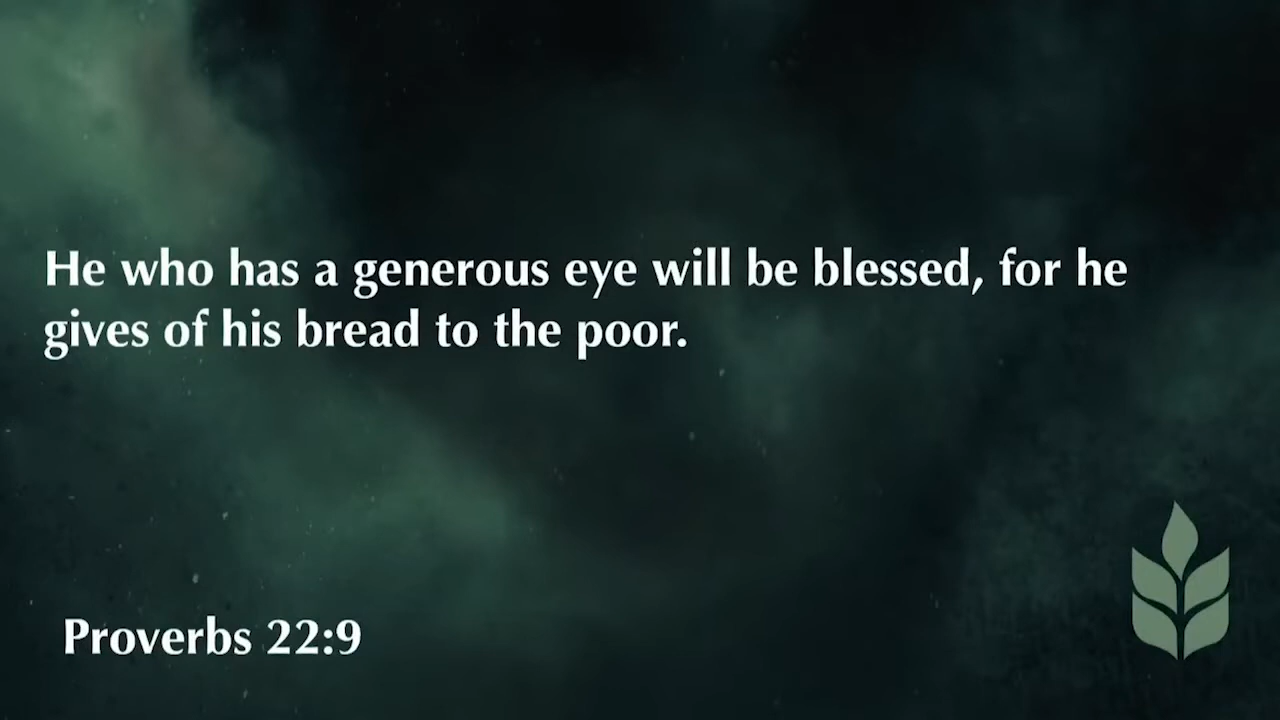 He who has a generous eye will be blessed, for he
gives of his bread to the poor.
Proverbs 22:9